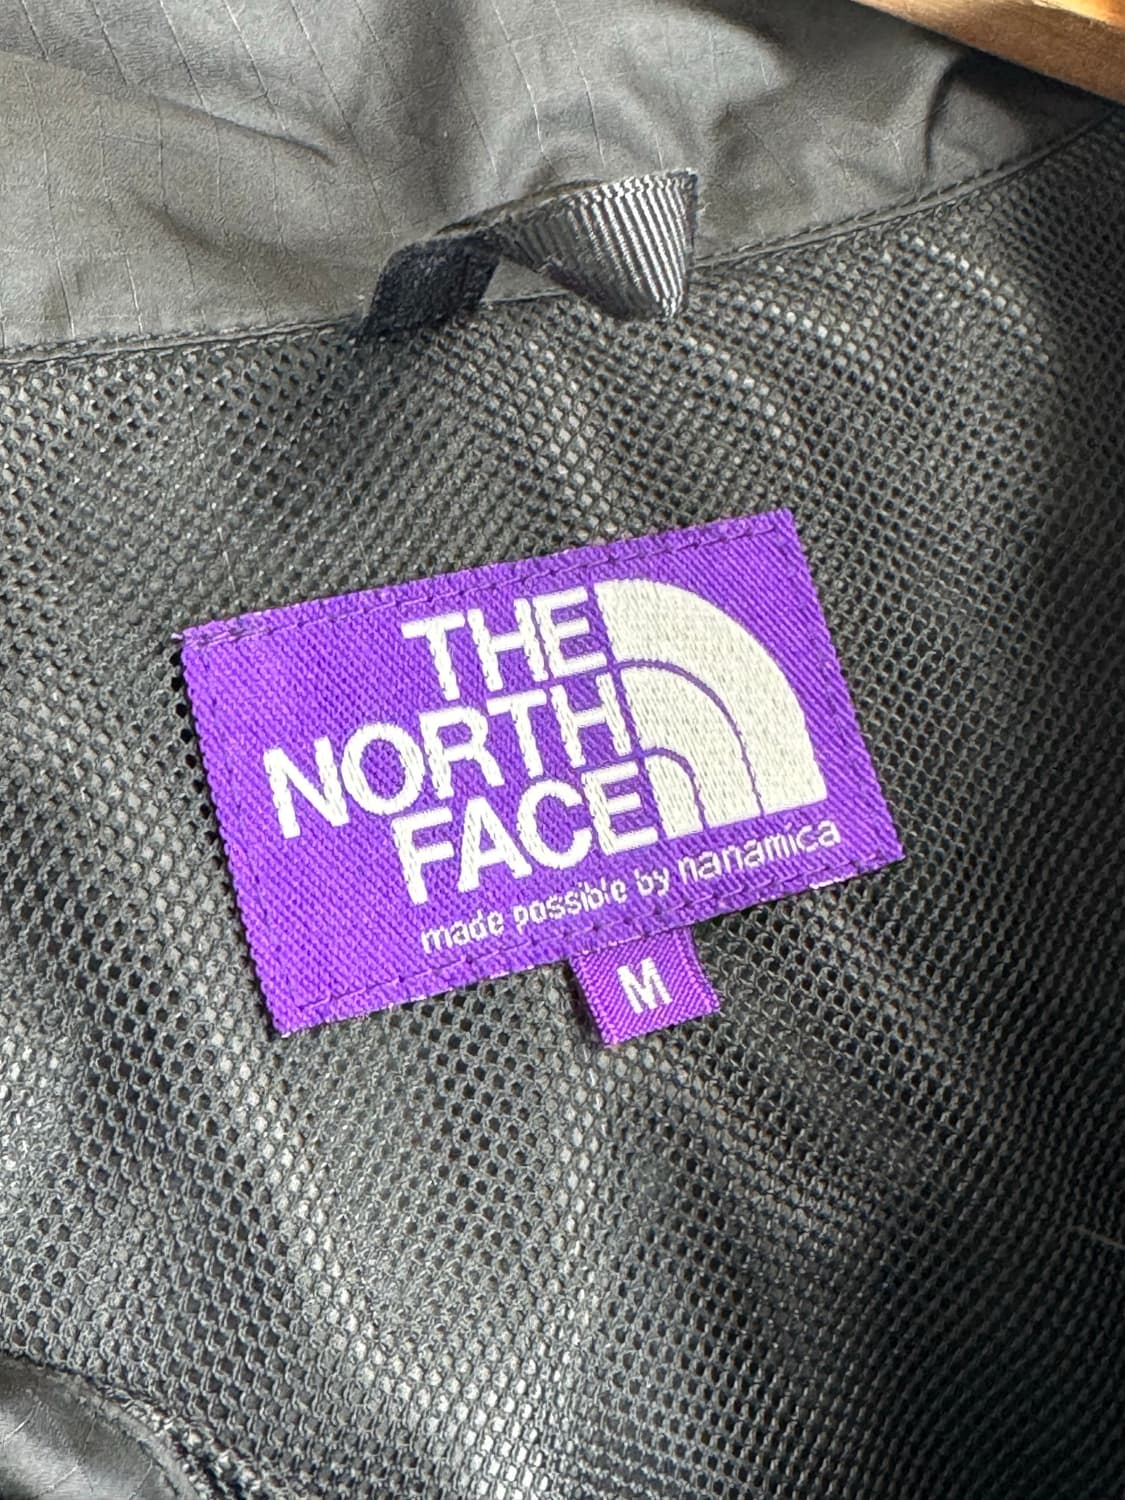 THE
NORTH
FACE
made possible by nanamica
M